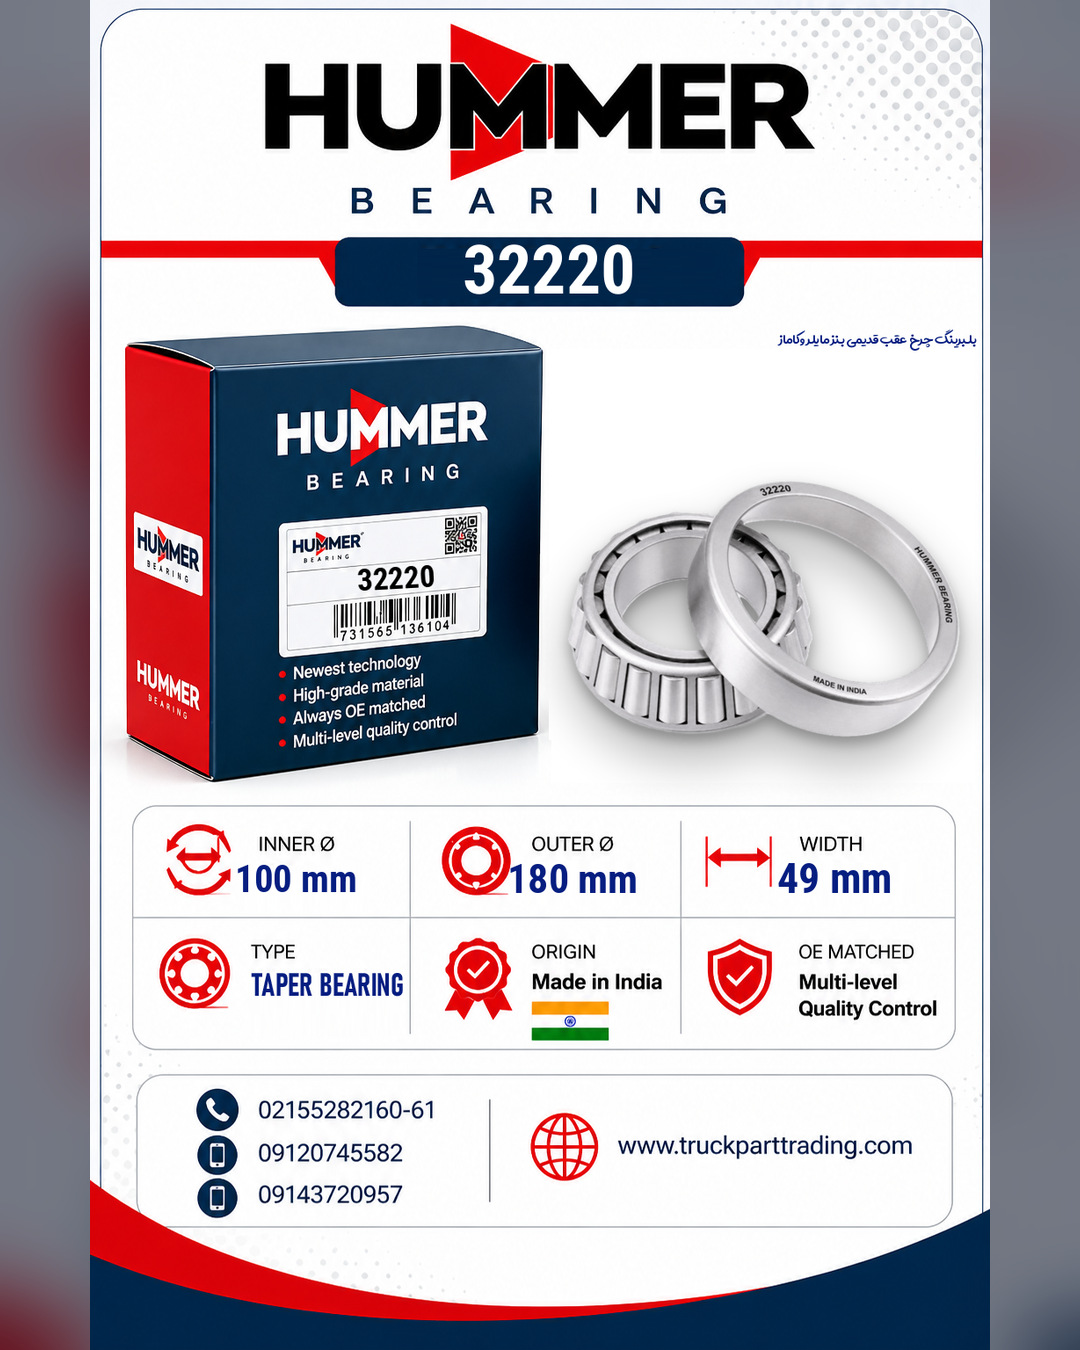 HUMMER
BEARING
32220
بلبرینگ چرخ عقب قدیمی بنز مایلر و کاماز
HUMMER
BEARING
HUMMER
BEARING
32220
731565 136104
Newest technology
High-grade material
Always OE matched
Multi-level quality control
HUMMER
BEARING
HUMMER
BEARING
32220
HUMMER BEARING
MADE IN INDIA
INNER Ø
100 mm
OUTER Ø
180 mm
WIDTH
49 mm
TYPE
TAPER BEARING
ORIGIN
Made in India
OE MATCHED
Multi-level
Quality Control
02155282160-61
09120745582
09143720957
www.truckparttrading.com